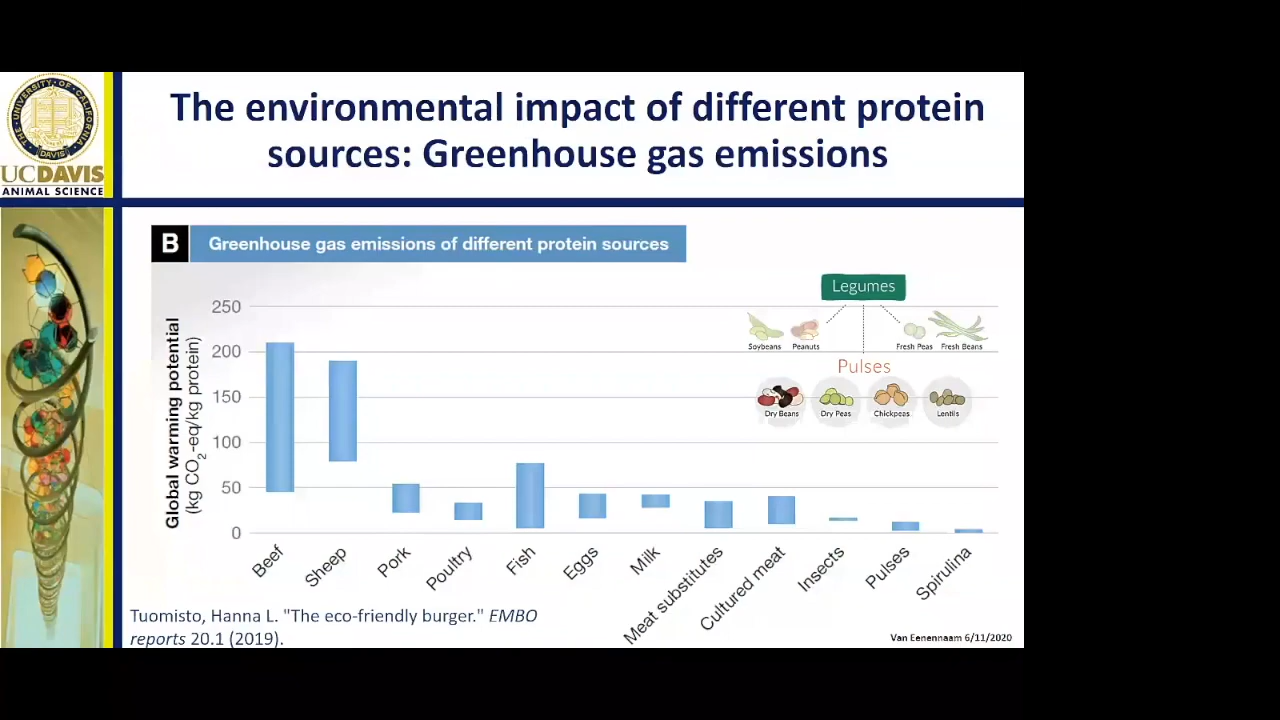 THE UNIVERSITY OF CALIFORNIA
DAVIS
UCDAVIS
ANIMAL SCIENCE
The environmental impact of different protein
sources: Greenhouse gas emissions
B Greenhouse gas emissions of different protein sources
Global warming potential
(kg CO2-eq/kg protein)
250
200
150
100
50
0
Legumes
Soybeans Peanuts Fresh Peas Fresh Beans
Pulses
Dry Beans Dry Peas Chickpeas Lentils
Beef Sheep Pork Poultry Fish Eggs Milk Meat substitutes Cultured meat Insects Pulses Spirulina
Tuomisto, Hanna L. "The eco-friendly burger." EMBO
reports 20.1 (2019).
Van Eenennaam 6/11/2020